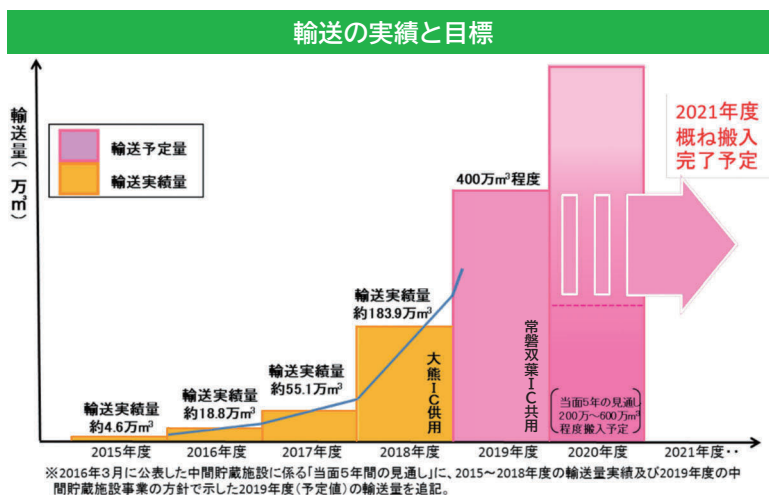 輸送の実績と目標
輸送量(万㎥)
輸送予定量
輸送実績量
2021年度
概ね搬入
完了予定
400万㎥程度
輸送実績量
約183.9万㎥
輸送実績量
約55.1万㎥
輸送実績量
約18.8万㎥
輸送実績量
約4.6万㎥
大熊IC供用
常磐双葉IC共用
当面5年の見通し
200万~600万㎥
程度搬入予定
2015年度
2016年度
2017年度
2018年度
2019年度
2020年度
2021年度・・
※2016年3月に公表した中間貯蔵施設に係る「当面5年間の見通し」に、2015~2018年度の輸送量実績及び2019年度の中
間貯蔵施設事業の方針で示した2019年度(予定値)の輸送量を追記。